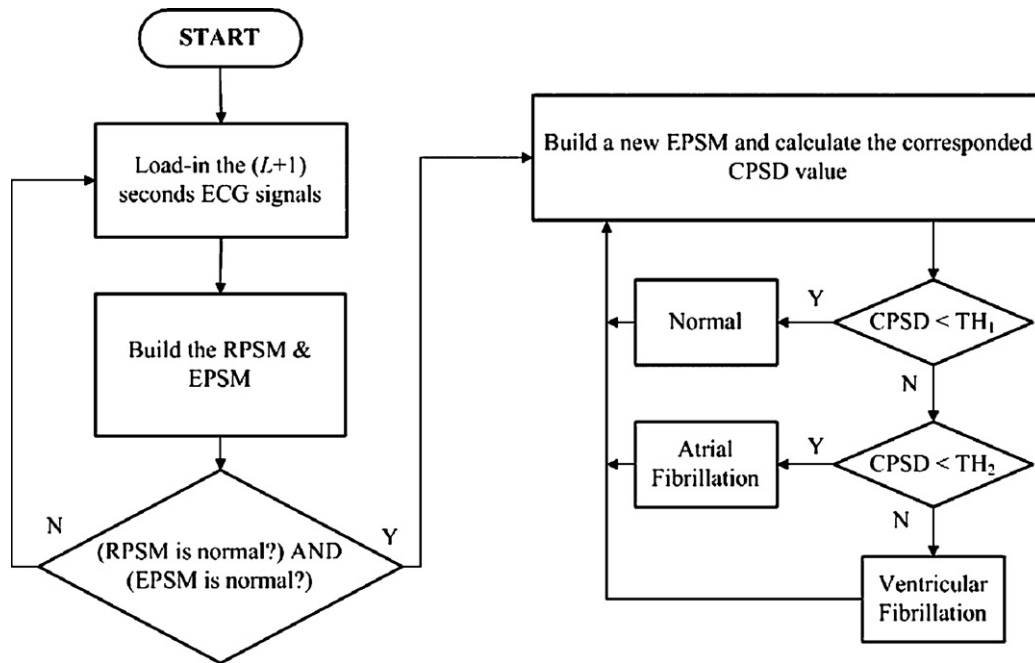 START
Load-in the (L+1)
seconds ECG signals
Build the RPSM &
EPSM
(RPSM is normal?) AND
(EPSM is normal?)
N
Y
Build a new EPSM and calculate the corresponded
CPSD value
CPSD < TH₁
Y
Normal
N
CPSD < TH₂
Y
Atrial
Fibrillation
N
Ventricular
Fibrillation